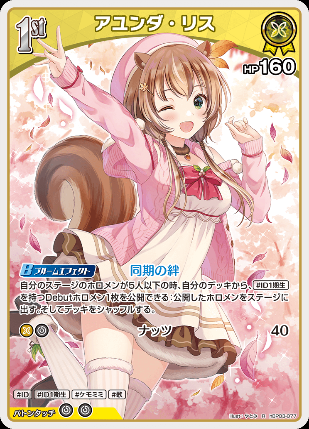 1st
アユンダ・リス
HP160
ブルームエフェクト
同期の絆
自分のステージのホロメンが5人以下の時、自分のデッキから、#ID1期生
を持つDebutホロメン1枚を公開できる：公開したホロメンをステージに
出す。そしてデッキをシャッフルする。
ナッツ
40
#ID #ID1期生 #ケモミミ #歌
バトンタッチ